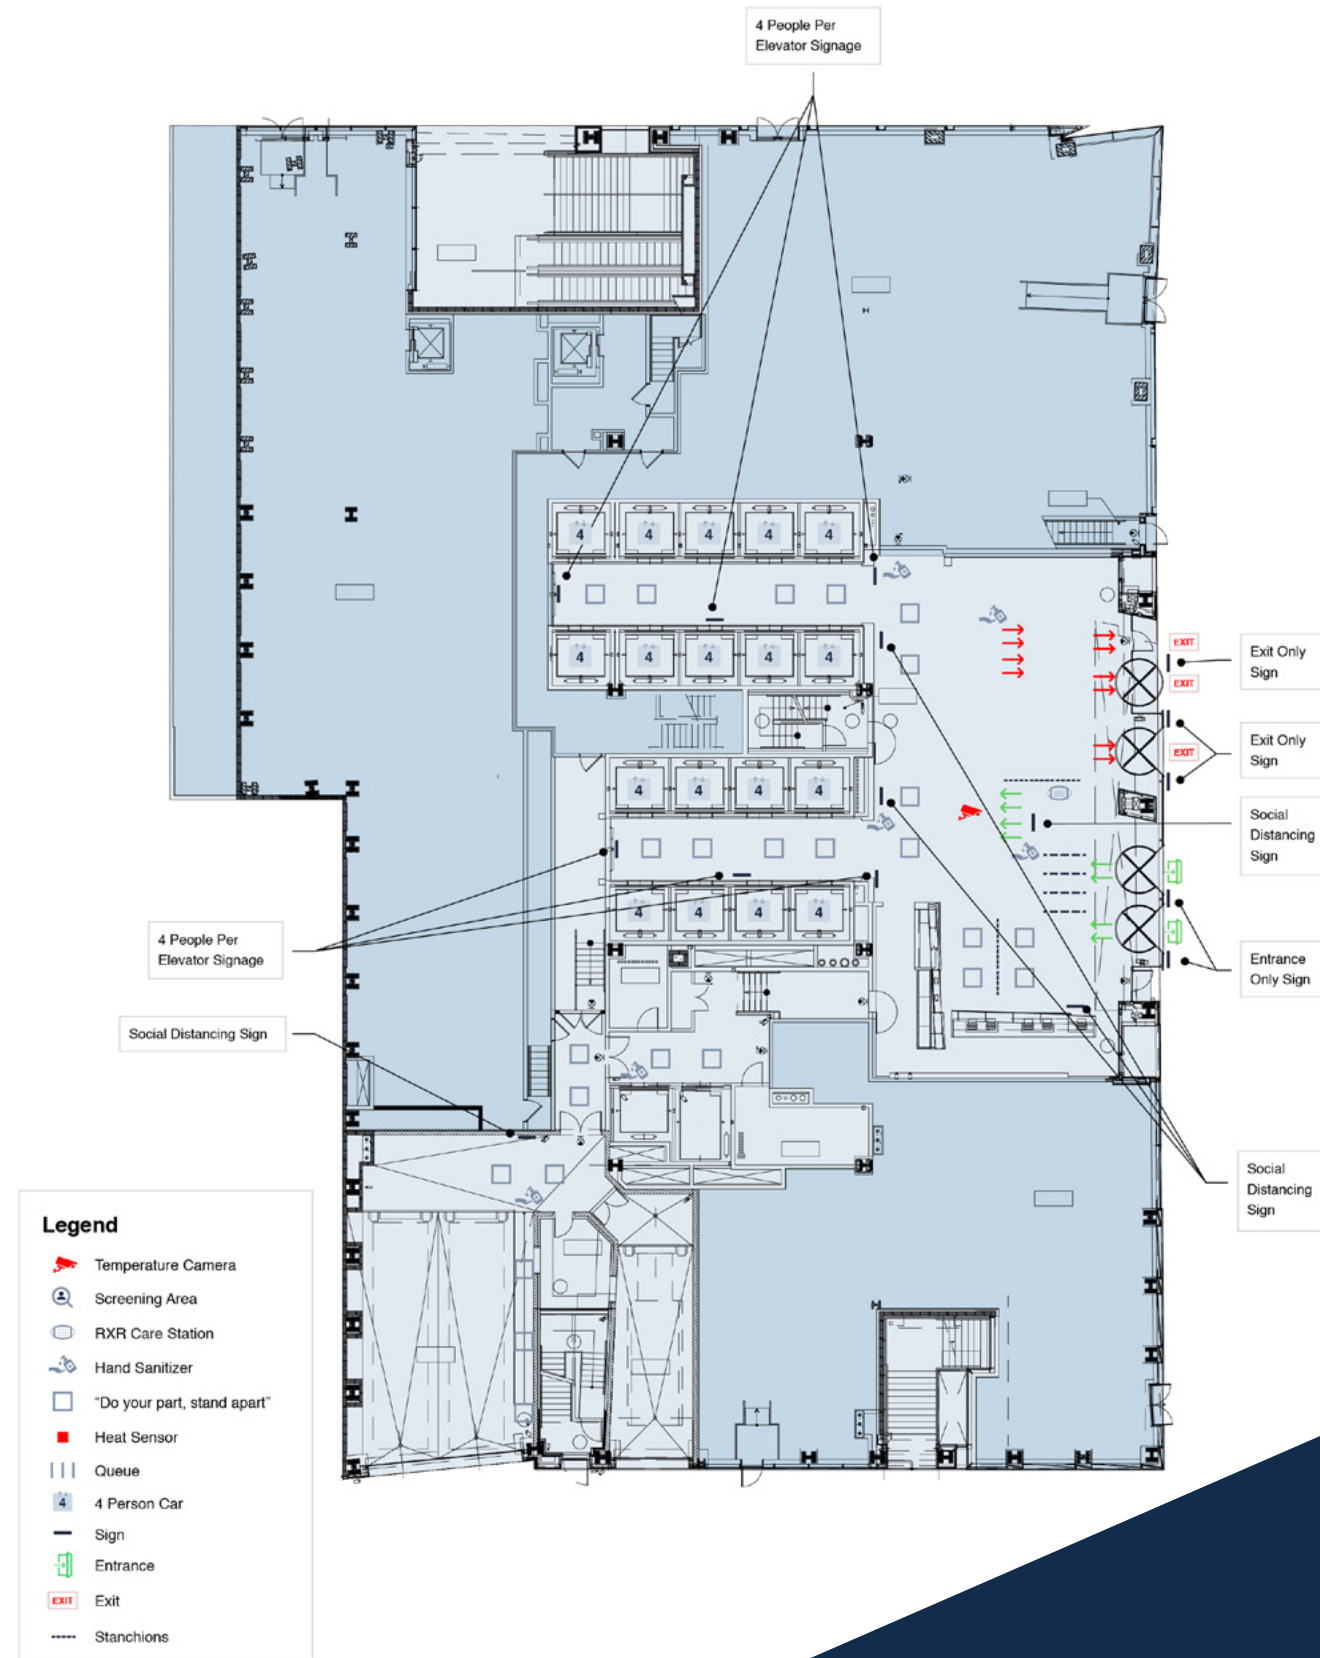 4 People Per
Elevator Signage
4 4 4 4 4
4 4 4 4 4
EXIT
Exit Only
Sign
EXIT
Exit Only
Sign
EXIT
4 4 4 4
Social
Distancing
Sign
4 4 4 4
4 People Per
Elevator Signage
Entrance
Only Sign
Social Distancing Sign
Social
Distancing
Sign
Legend
Temperature Camera
Screening Area
RXR Care Station
Hand Sanitizer
“Do your part, stand apart”
Heat Sensor
Queue
4 4 Person Car
Sign
Entrance
EXIT Exit
Stanchions